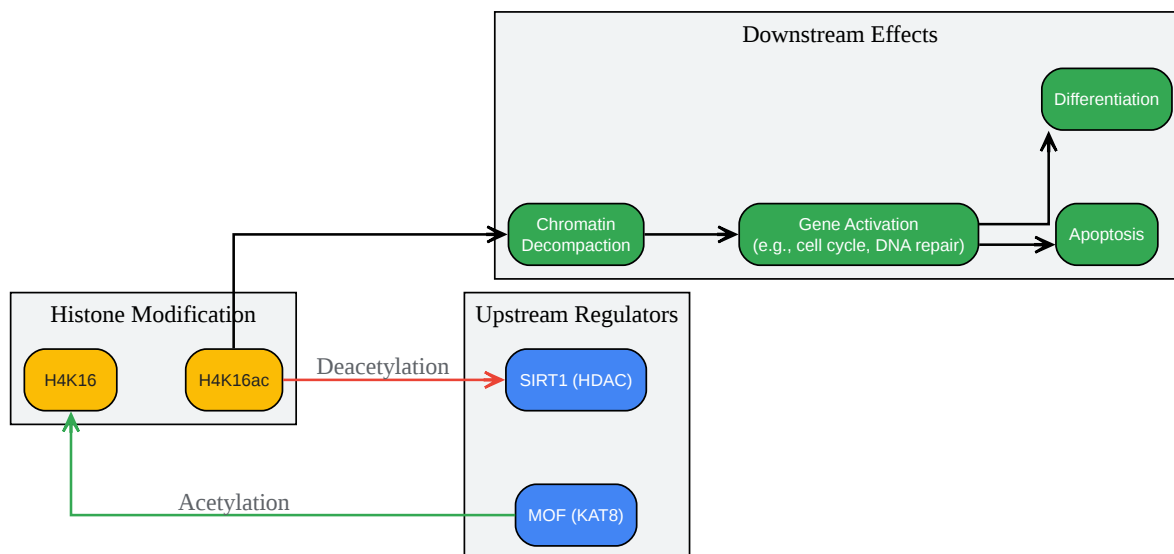 Downstream Effects
Differentiation
Chromatin
Decompaction
Gene Activation
(e.g., cell cycle, DNA repair)
Apoptosis
Histone Modification
H4K16
H4K16ac
Deacetylation
Upstream Regulators
SIRT1 (HDAC)
Acetylation
MOF (KAT8)